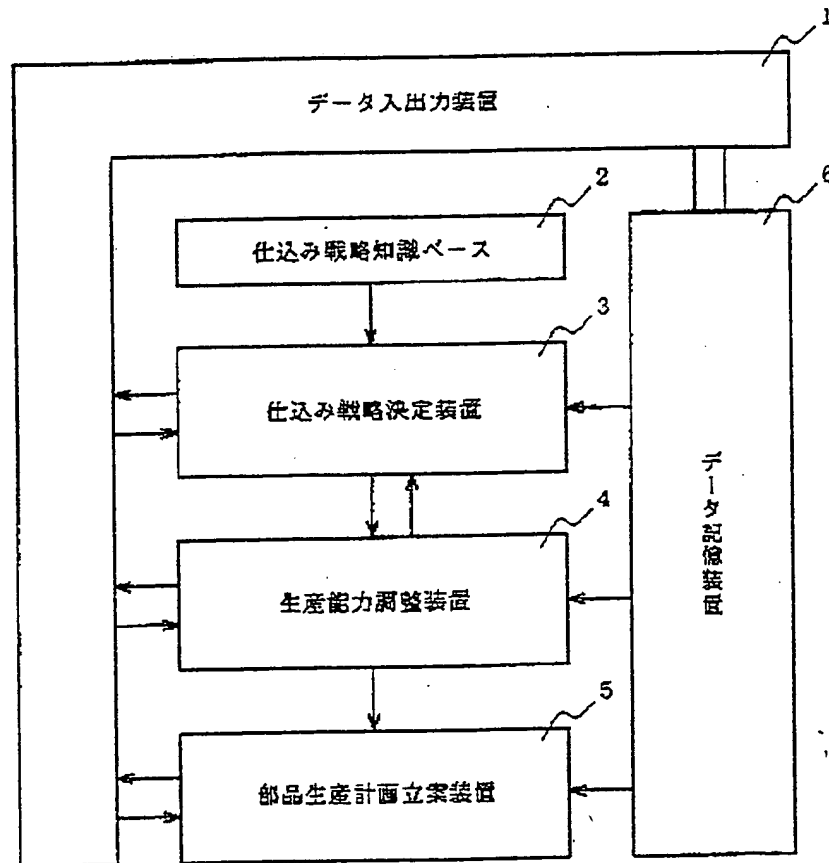 1
データ入出力装置
6
2
仕込み戦略知識ベース
3
仕込み戦略決定装置
データ記憶装置
4
生産能力調整装置
5
部品生産計画立案装置